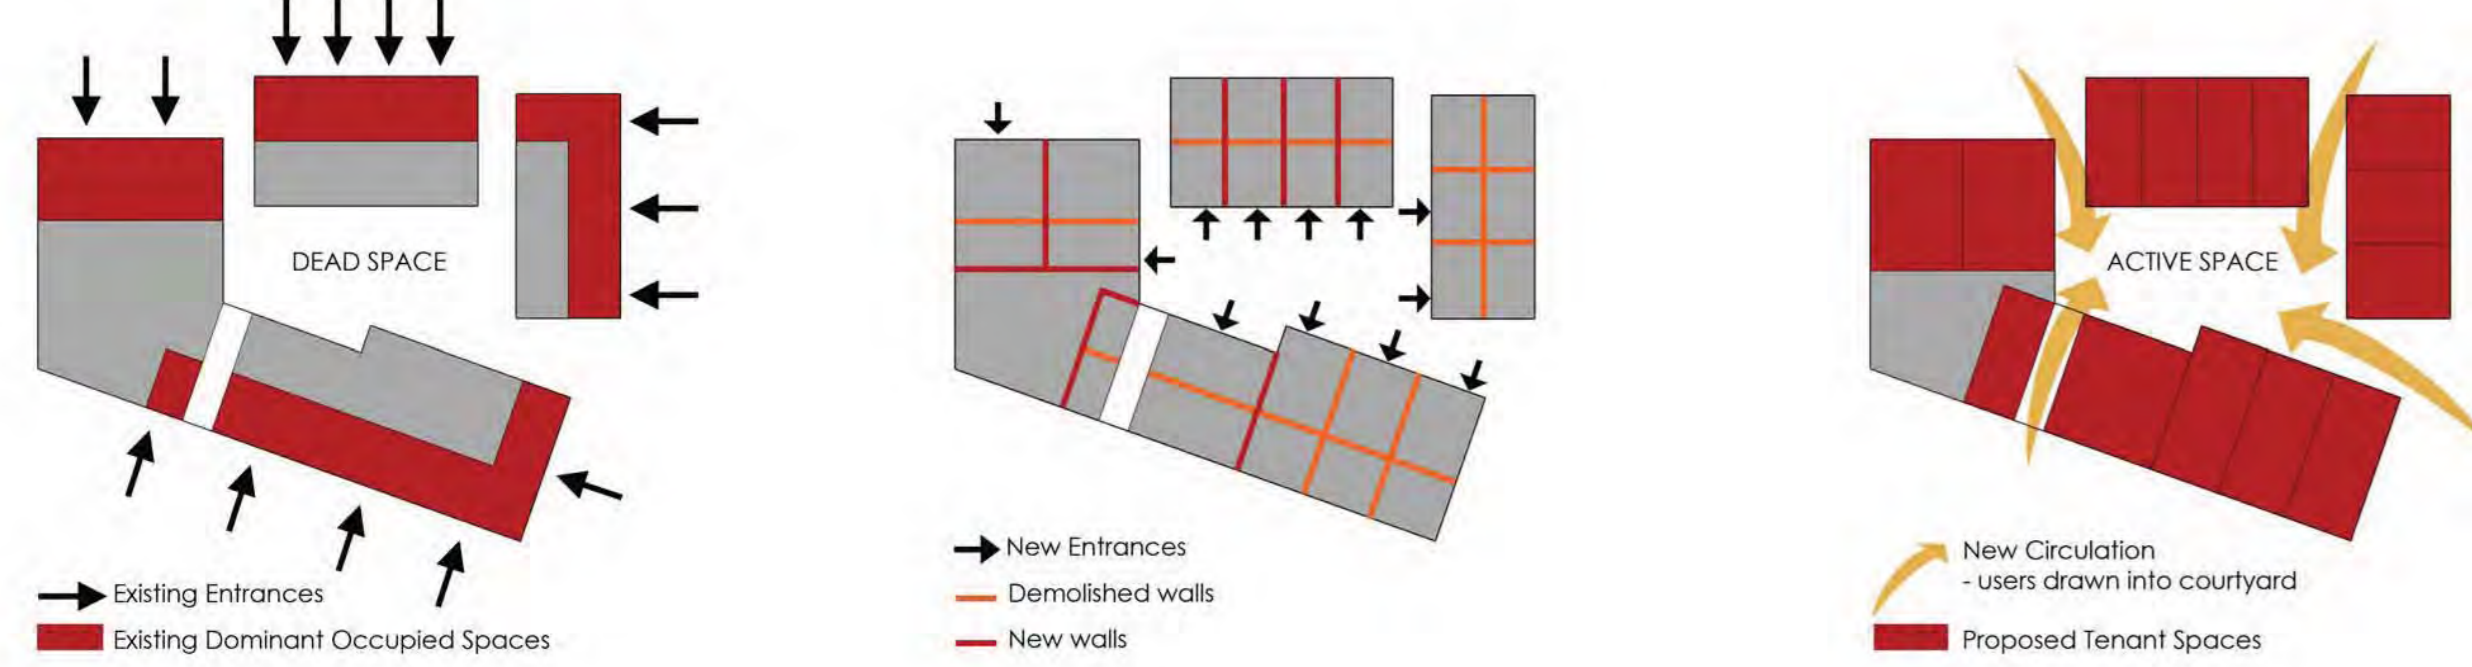 DEAD SPACE
Existing Entrances
Existing Dominant Occupied Spaces
New Entrances
Demolished walls
New walls
ACTIVE SPACE
New Circulation
- users drawn into courtyard
Proposed Tenant Spaces